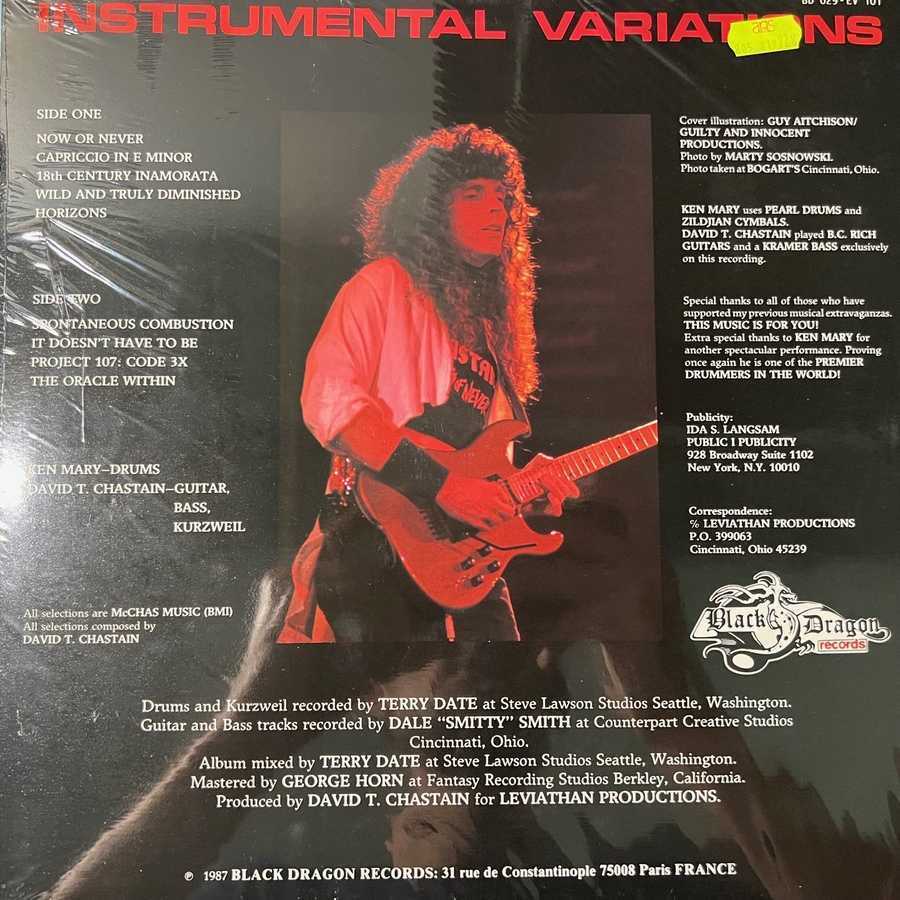 BD 029-EV 101
INSTRUMENTAL VARIATIONS
SIDE ONE
NOW OR NEVER
CAPRICCIO IN E MINOR
18th CENTURY INAMORATA
WILD AND TRULY DIMINISHED
HORIZONS
SIDE TWO
SPONTANEOUS COMBUSTION
IT DOESN'T HAVE TO BE
PROJECT 107: CODE 3X
THE ORACLE WITHIN
KEN MARY–DRUMS
DAVID T. CHASTAIN–GUITAR,
BASS,
KURZWEIL
All selections are McCHAS MUSIC (BMI)
All selections composed by
DAVID T. CHASTAIN
Cover illustration: GUY AITCHISON/
GUILTY AND INNOCENT
PRODUCTIONS.
Photo by MARTY SOSNOWSKI.
Photo taken at BOGART'S Cincinnati, Ohio.
KEN MARY uses PEARL DRUMS and
ZILDJIAN CYMBALS.
DAVID T. CHASTAIN played B.C. RICH
GUITARS and a KRAMER BASS exclusively
on this recording.
Special thanks to all of those who have
supported my previous musical extravaganzas.
THIS MUSIC IS FOR YOU!
Extra special thanks to KEN MARY for
another spectacular performance. Proving
once again he is one of the PREMIER
DRUMMERS IN THE WORLD!
Publicity:
IDA S. LANGSAM
PUBLIC I PUBLICITY
928 Broadway Suite 1102
New York, N.Y. 10010
Correspondence:
℅ LEVIATHAN PRODUCTIONS
P.O. 399063
Cincinnati, Ohio 45239
Black Dragon
records
Drums and Kurzweil recorded by TERRY DATE at Steve Lawson Studios Seattle, Washington.
Guitar and Bass tracks recorded by DALE “SMITTY” SMITH at Counterpart Creative Studios
Cincinnati, Ohio.
Album mixed by TERRY DATE at Steve Lawson Studios Seattle, Washington.
Mastered by GEORGE HORN at Fantasy Recording Studios Berkley, California.
Produced by DAVID T. CHASTAIN for LEVIATHAN PRODUCTIONS.
℗ 1987 BLACK DRAGON RECORDS: 31 rue de Constantinople 75008 Paris FRANCE